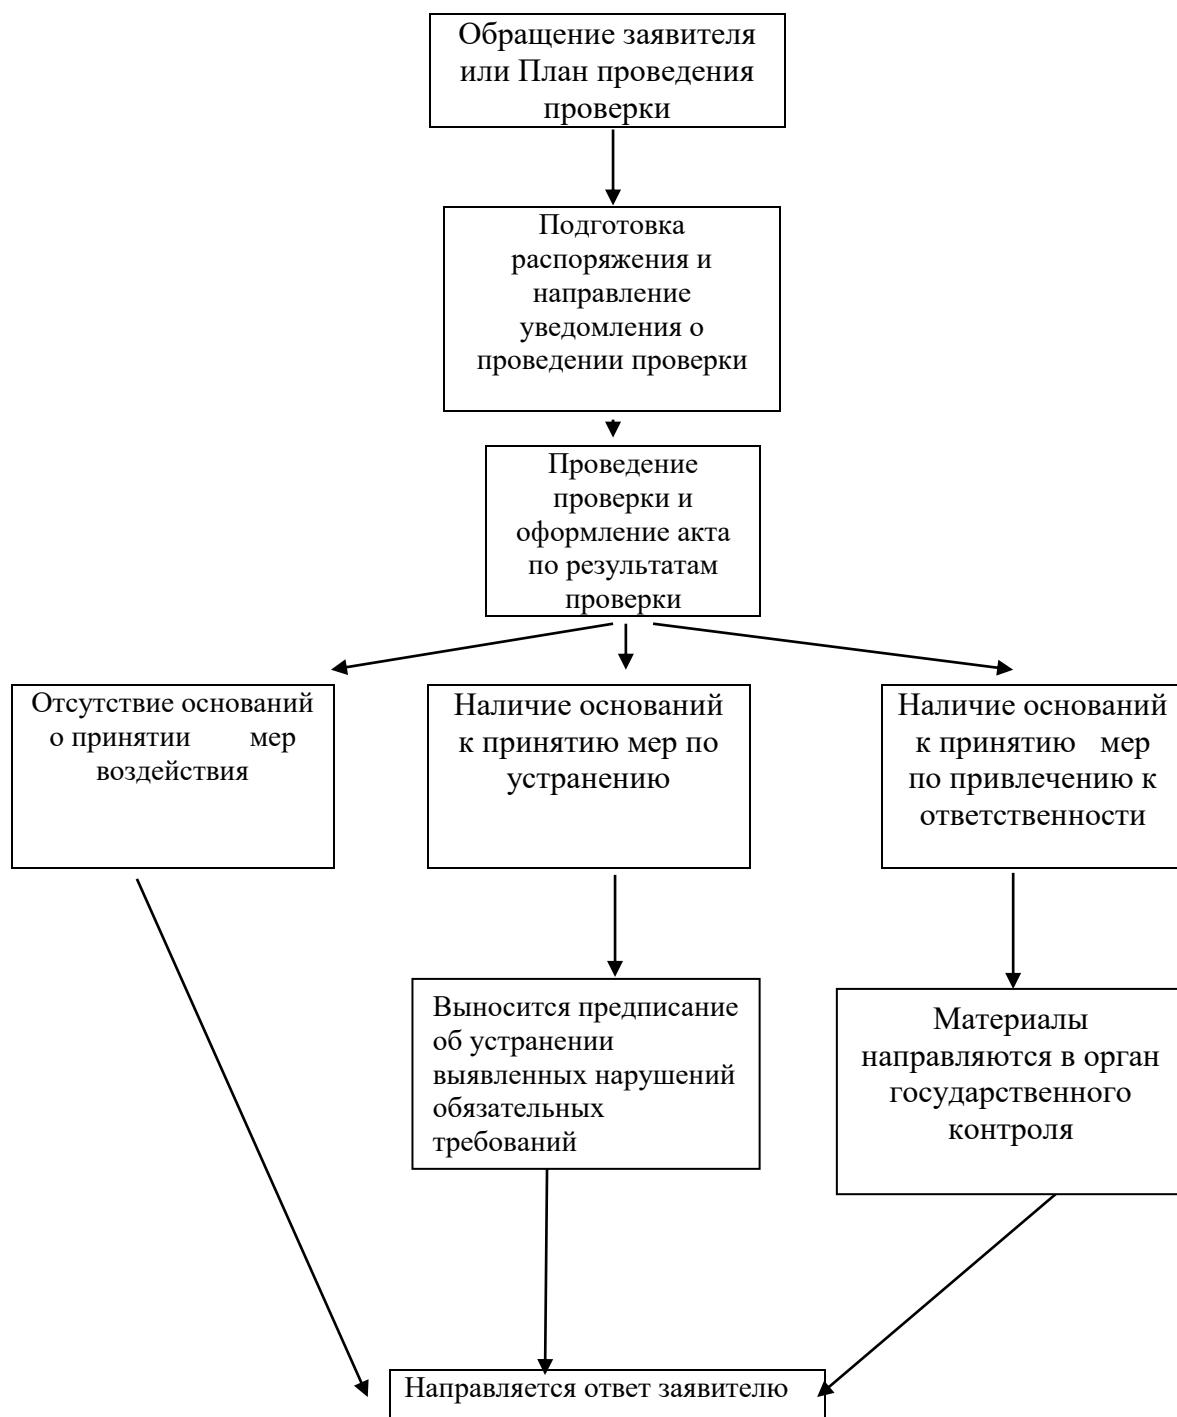 Обращение заявителя
или План проведения
проверки
Подготовка
распоряжения и
направление
уведомления о
проведении проверки
Проведение
проверки и
оформление акта
по результатам
проверки
Отсутствие оснований
о принятии мер
воздействия
Наличие оснований
к принятию мер по
устранению
Наличие оснований
к принятию мер
по привлечению к
ответственности
Выносится предписание
об устранении
выявленных нарушений
обязательных
требований
Материалы
направляются в орган
государственного
контроля
Направляется ответ заявителю